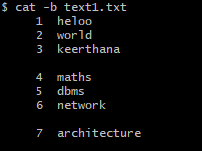 $ cat -b text1.txt
1 heloo
2 world
3 keerthana
4 maths
5 dbms
6 network
7 architecture